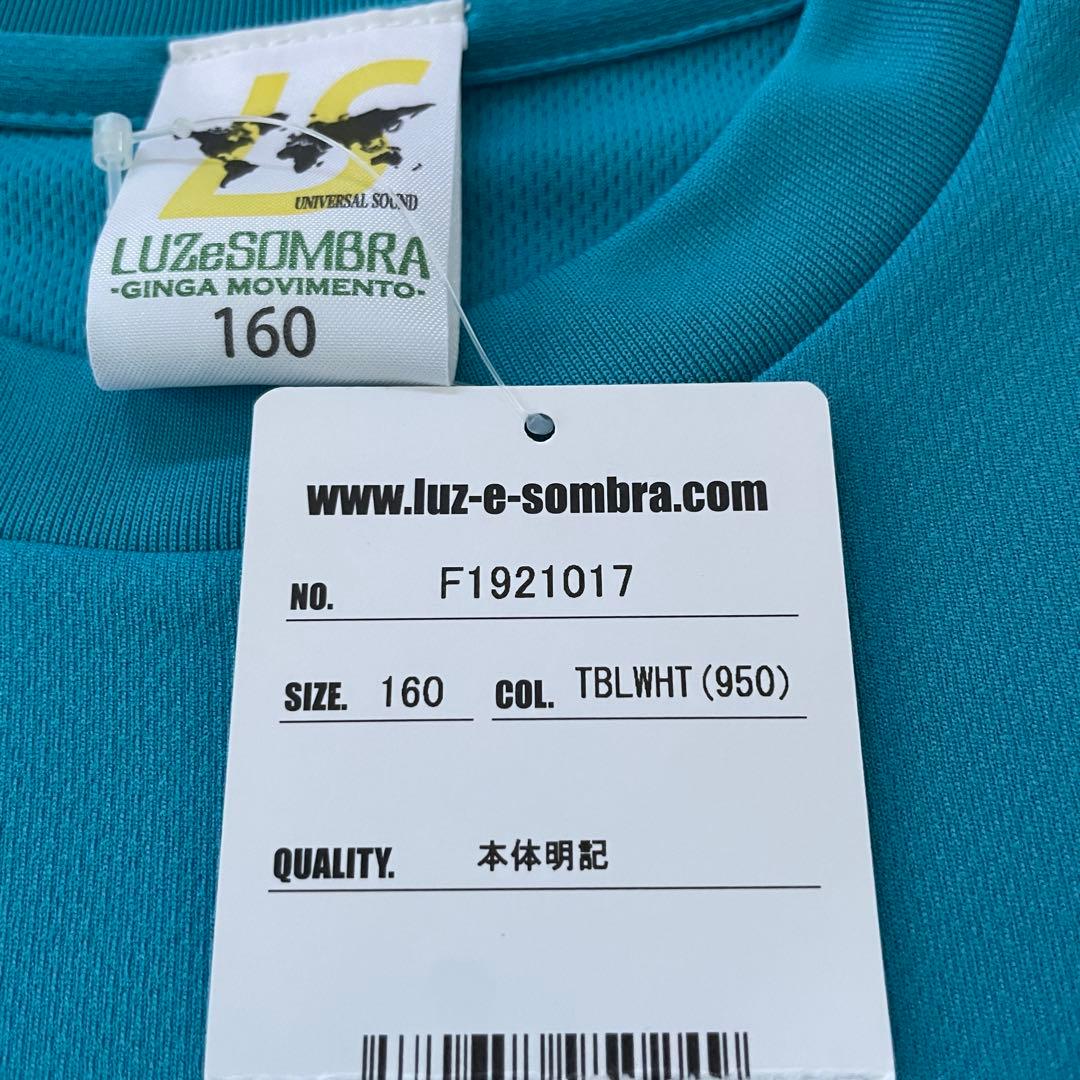 LS
UNIVERSAL SOUND
LUZeSOMBRA
-GINGA MOVIMENTO-
160
www.luz-e-sombra.com
NO. F1921017
SIZE. 160 COL. TBLWHT(950)
QUALITY. 本体明記